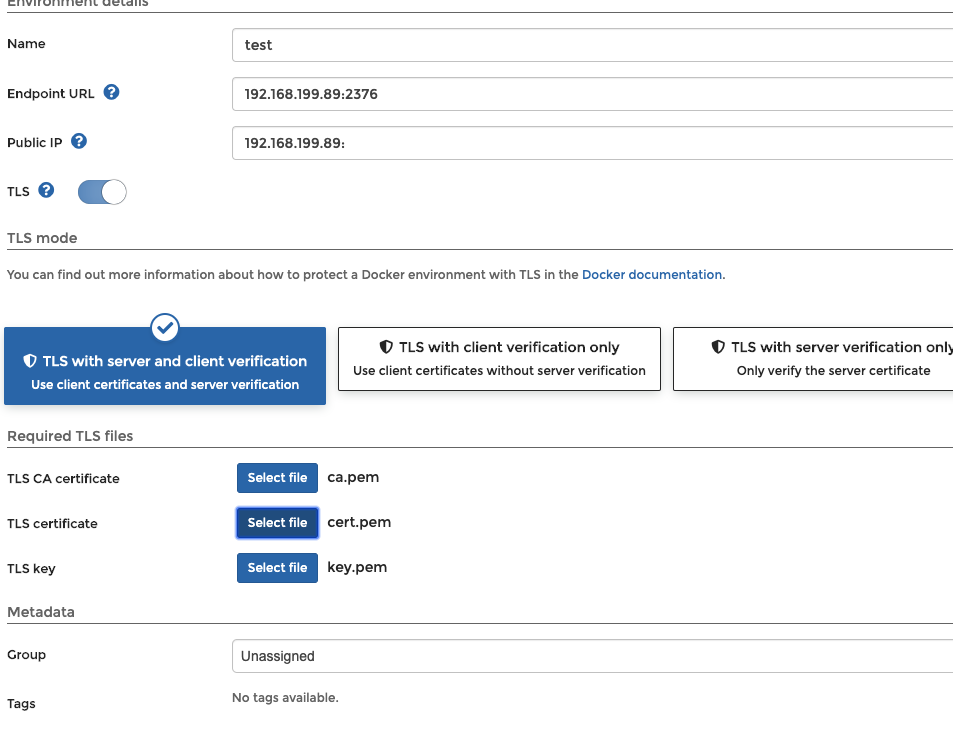 Environment details
Name
test
Endpoint URL ?
192.168.199.89:2376
Public IP ?
192.168.199.89:
TLS ?
TLS mode
You can find out more information about how to protect a Docker environment with TLS in the Docker documentation.
TLS with server and client verification
Use client certificates and server verification
TLS with client verification only
Use client certificates without server verification
TLS with server verification only
Only verify the server certificate
Required TLS files
TLS CA certificate
Select file
ca.pem
TLS certificate
Select file
cert.pem
TLS key
Select file
key.pem
Metadata
Group
Unassigned
Tags
No tags available.